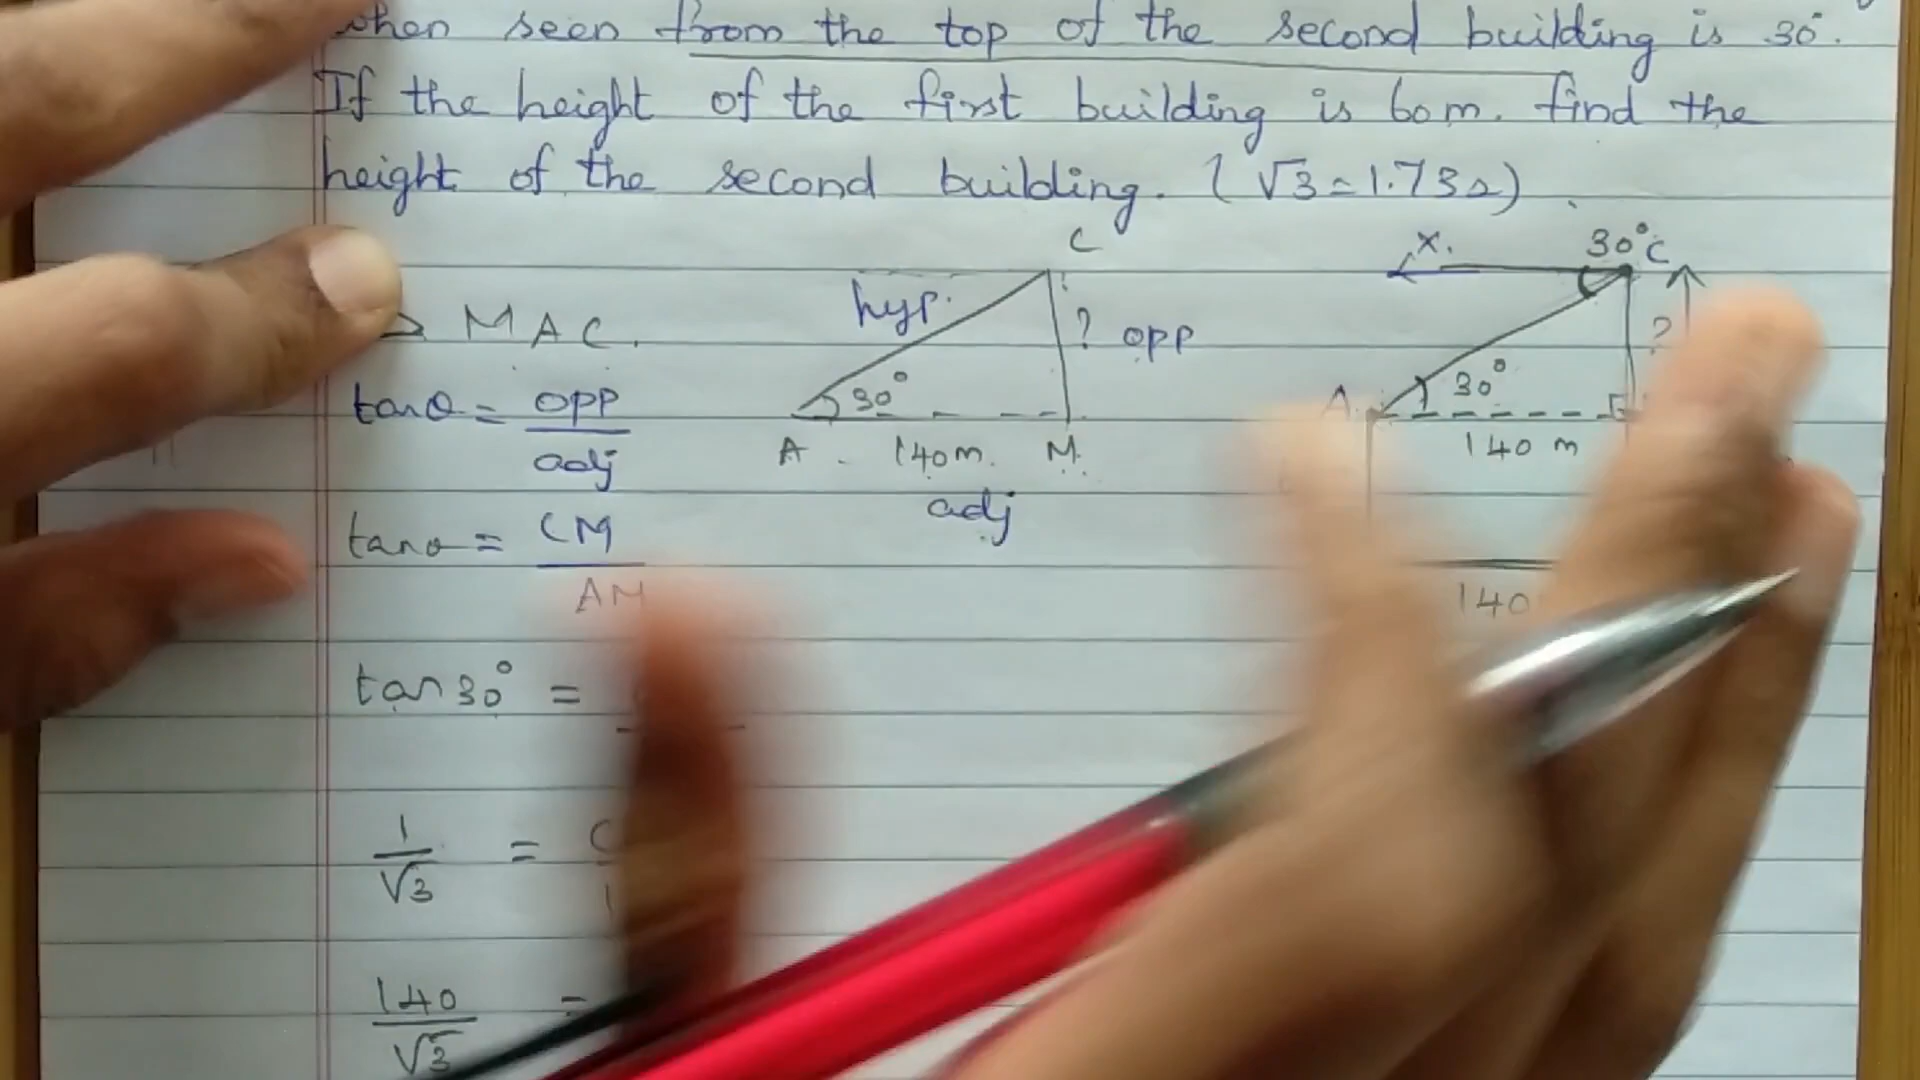 when seen from the top of the second building is 30°.
If the height of the first building is 60m. find the
height of the second building. (√3=1.732)
C
hyp.
? opp
30°
A 140m. M
adj
x. 30° C
?
A 30°
140 m
140
MAC.
tanθ = opp
adj
tanθ = CM
AM
tan30° =
1 =
√3
140 =
√3